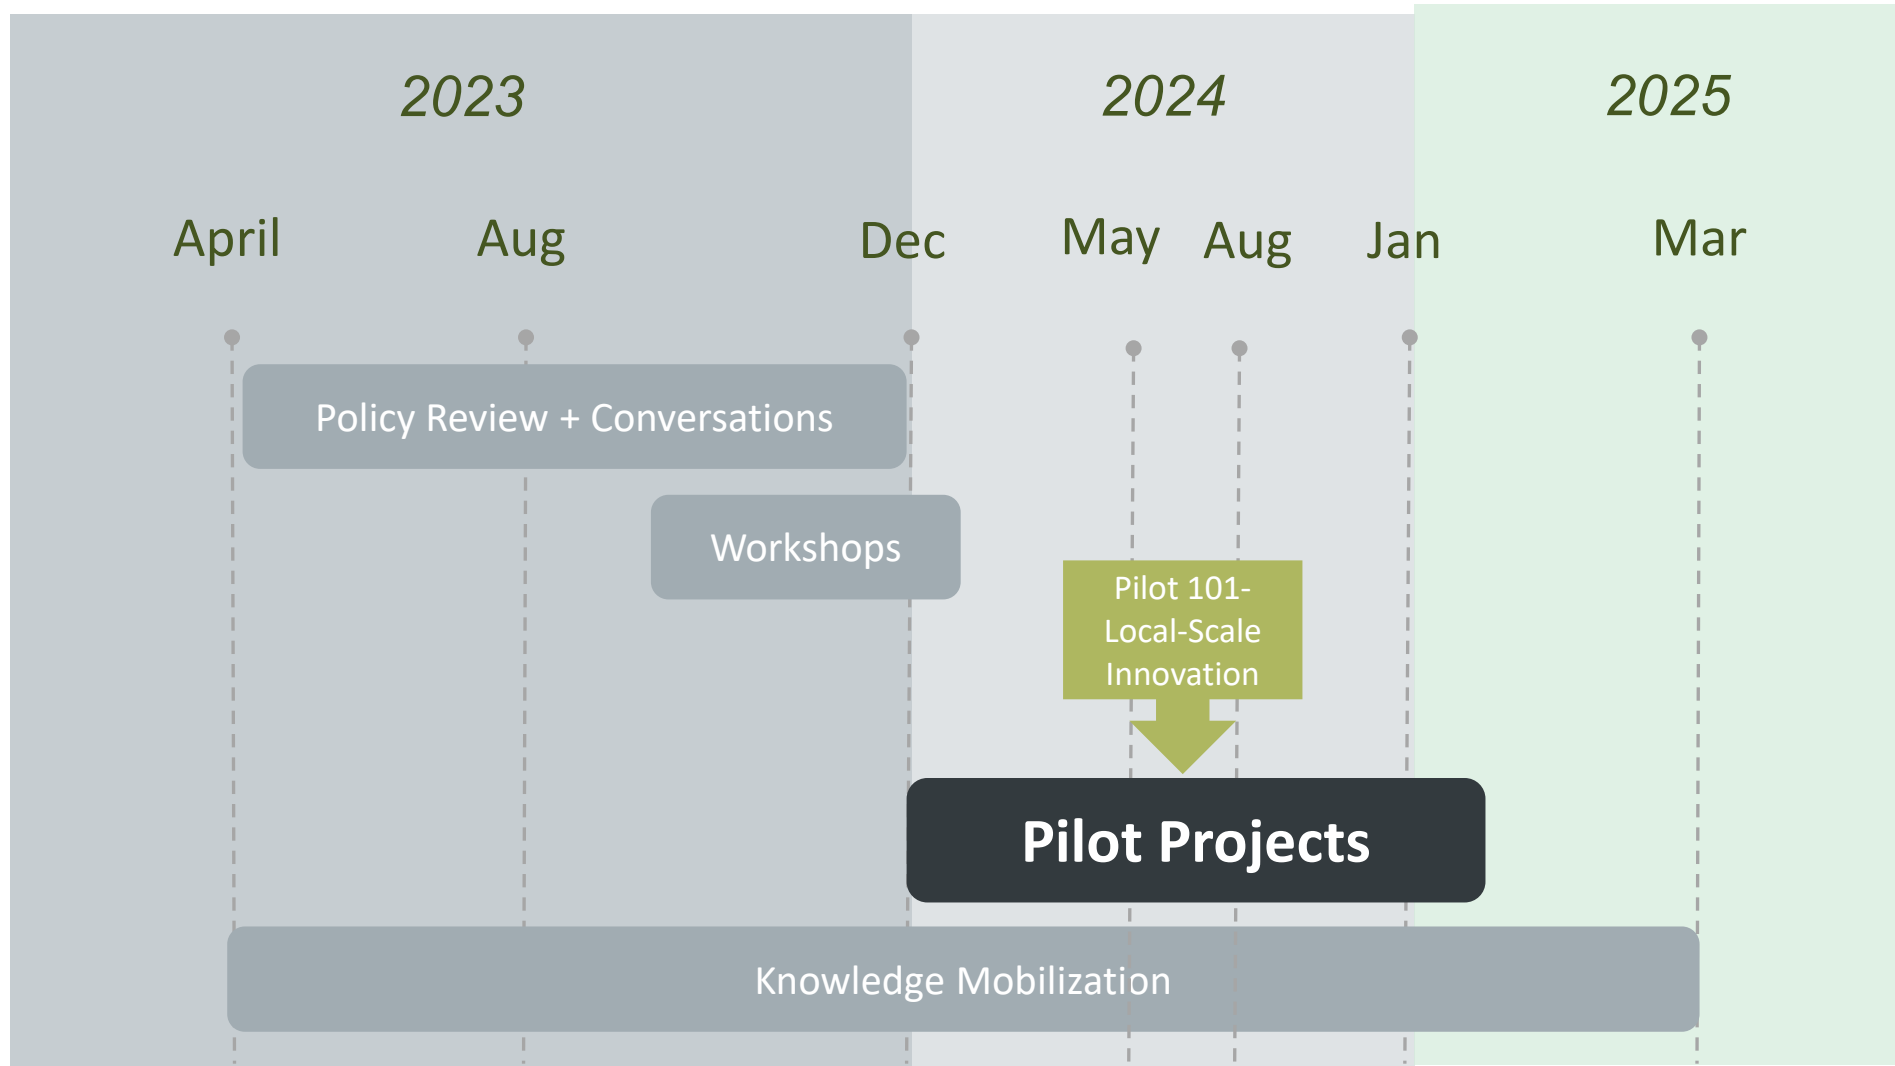 2023
2024
2025
April
Aug
Dec
May
Aug
Jan
Mar
Policy Review + Conversations
Workshops
Pilot 101-
Local-Scale
Innovation
Pilot Projects
Knowledge Mobilization